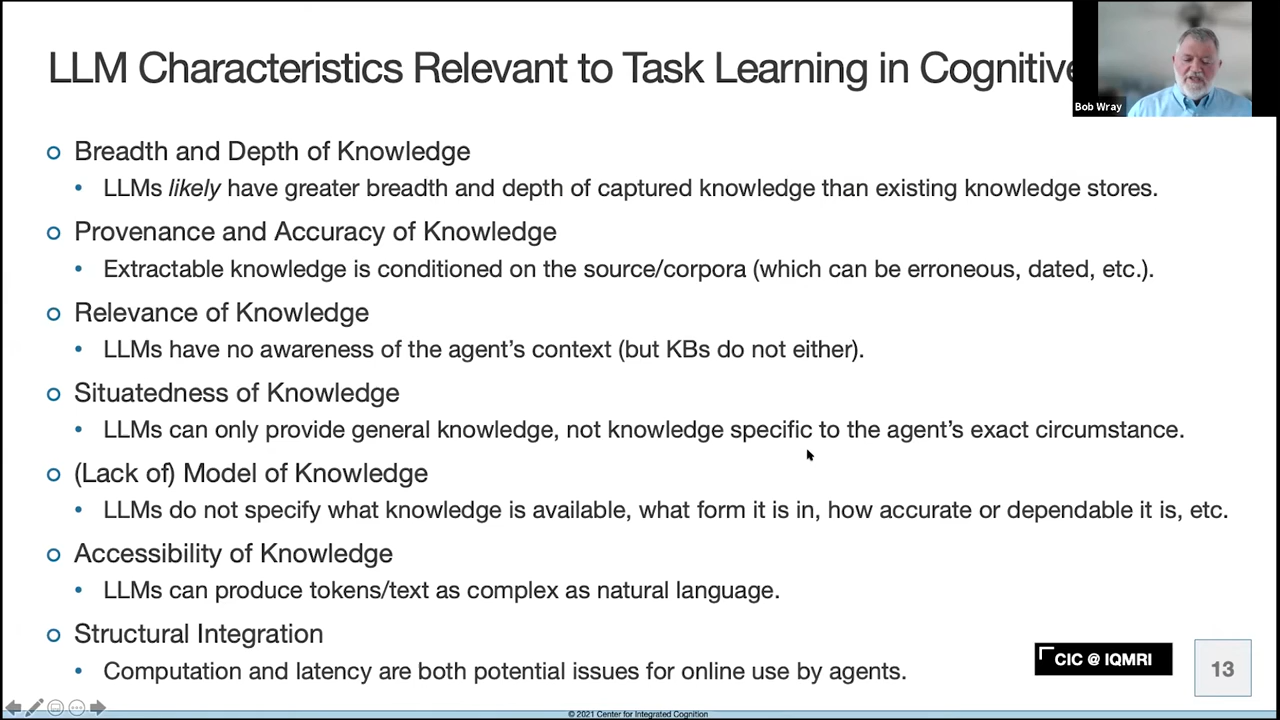 LLM Characteristics Relevant to Task Learning in Cognitive
Bob Wray
Breadth and Depth of Knowledge
LLMs likely have greater breadth and depth of captured knowledge than existing knowledge stores.
Provenance and Accuracy of Knowledge
Extractable knowledge is conditioned on the source/corpora (which can be erroneous, dated, etc.).
Relevance of Knowledge
LLMs have no awareness of the agent's context (but KBs do not either).
Situatedness of Knowledge
LLMs can only provide general knowledge, not knowledge specific to the agent's exact circumstance.
(Lack of) Model of Knowledge
LLMs do not specify what knowledge is available, what form it is in, how accurate or dependable it is, etc.
Accessibility of Knowledge
LLMs can produce tokens/text as complex as natural language.
Structural Integration
Computation and latency are both potential issues for online use by agents.
CIC @ IQMRI
13
© 2021 Center for Integrated Cognition